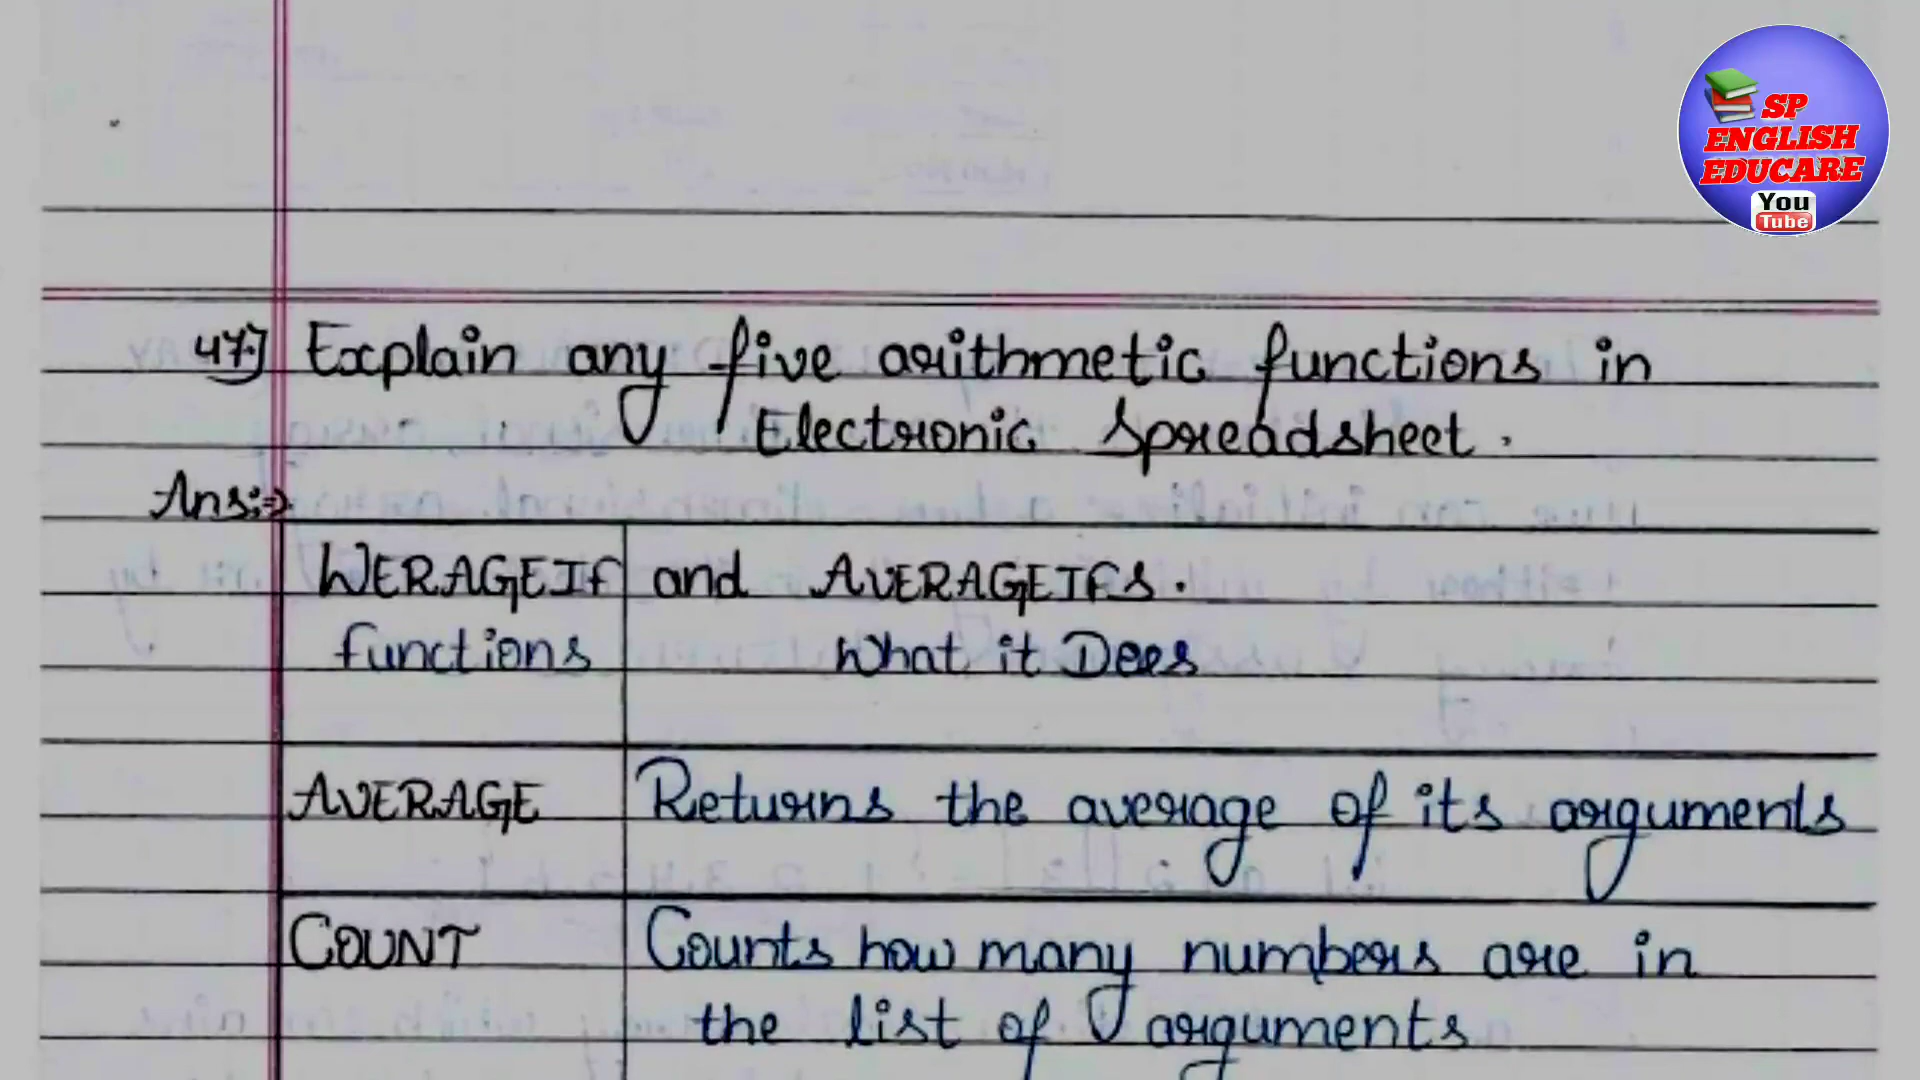 SP
ENGLISH
EDUCARE
You
Tube
47.] Explain any five arithmetic functions in
Electronic Spreadsheet.
Ans:⇒
WERAGEIf and AVERAGEIFS.
functions What it Does
AVERAGE Returns the average of its arguments
COUNT Counts how many numbers are in
the list of arguments